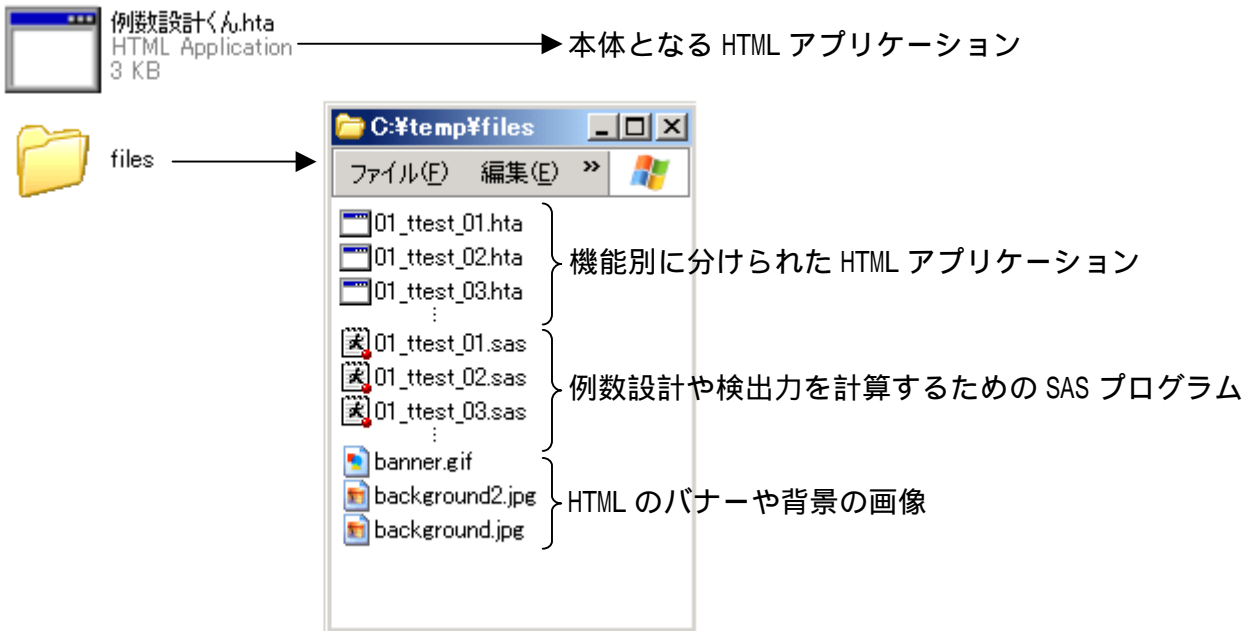 例数設計くん.hta
HTML Application
3 KB
本体となる HTML アプリケーション
files
C:¥temp¥files
ファイル(F) 編集(E) »
01_ttest_01.hta
01_ttest_02.hta
01_ttest_03.hta
機能別に分けられた HTML アプリケーション
01_ttest_01.sas
01_ttest_02.sas
01_ttest_03.sas
例数設計や検出力を計算するための SAS プログラム
banner.gif
background2.jpg
background.jpg
HTML のバナーや背景の画像